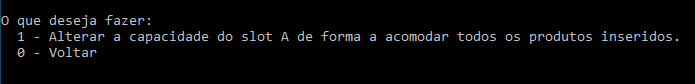 O que deseja fazer:
1 - Alterar a capacidade do slot A de forma a acomodar todos os produtos inseridos.
0 - Voltar